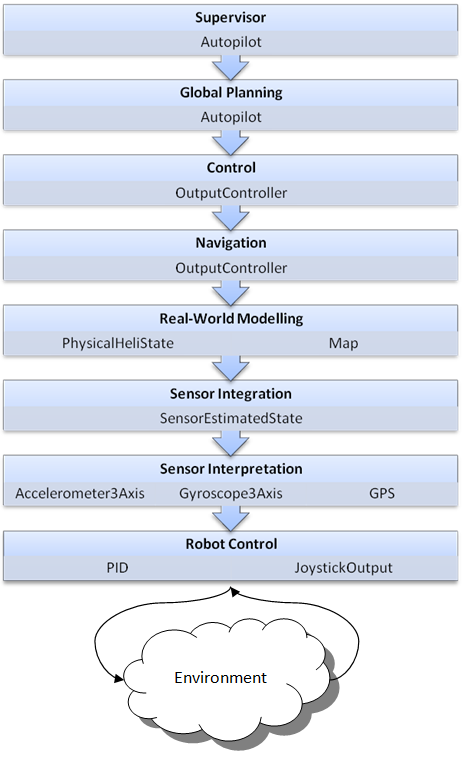 Supervisor
Autopilot
Global Planning
Autopilot
Control
OutputController
Navigation
OutputController
Real-World Modelling
PhysicalHeliState Map
Sensor Integration
SensorEstimatedState
Sensor Interpretation
Accelerometer3Axis Gyroscope3Axis GPS
Robot Control
PID JoystickOutput
Environment